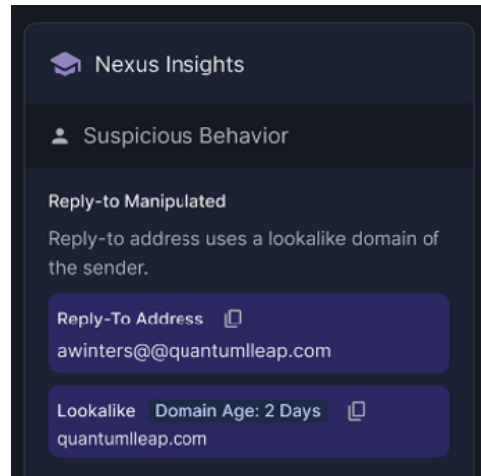 Nexus Insights
Suspicious Behavior
Reply-to Manipulated
Reply-to address uses a lookalike domain of
the sender.
Reply-To Address
awinters@@quantumlleap.com
Lookalike Domain Age: 2 Days
quantumlleap.com